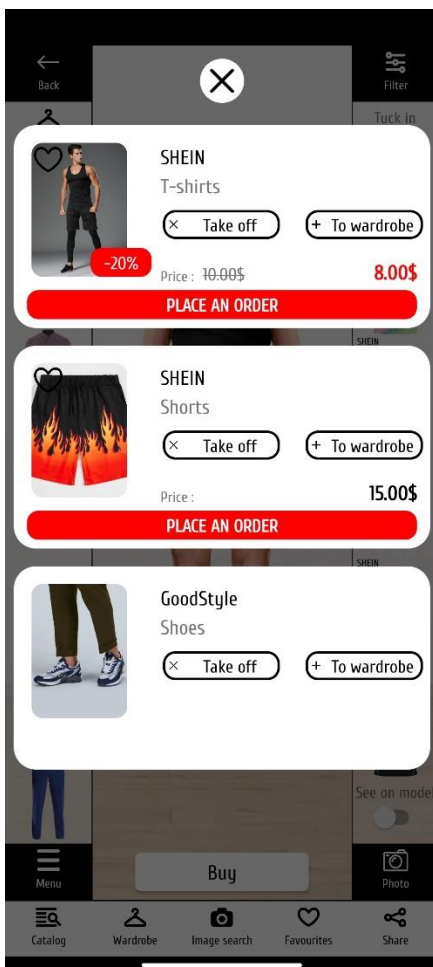 Back
Filter
Tuck in
SHEIN
T-shirts
× Take off
+ To wardrobe
-20%
Price : 10.00$
8.00$
PLACE AN ORDER
SHEIN
SHEIN
Shorts
× Take off
+ To wardrobe
Price :
15.00$
PLACE AN ORDER
SHEIN
GoodStyle
Shoes
× Take off
+ To wardrobe
See on model
Buy
Menu
Photo
Catalog
Wardrobe
Image search
Favourites
Share